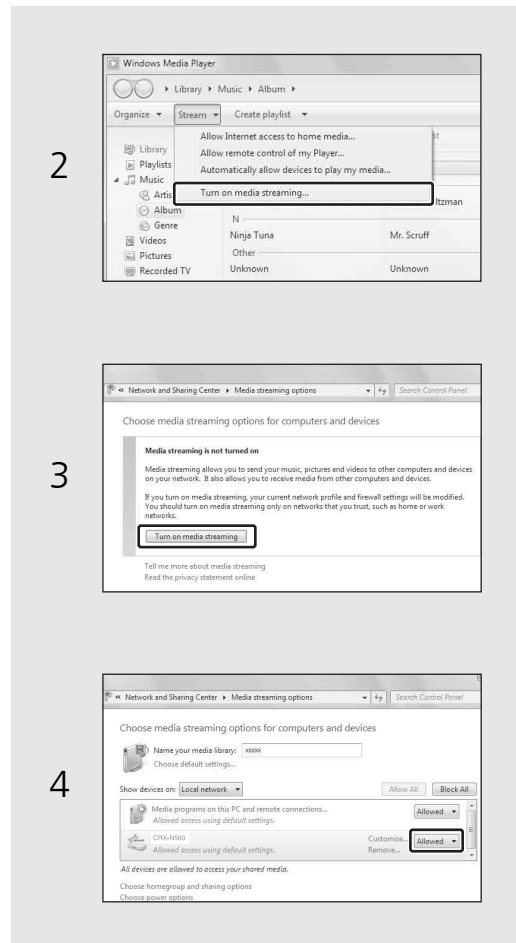 2
Windows Media Player
Library Music Album
Organize Stream Create playlist
Allow Internet access to home media...
Library
Allow remote control of my Player...
Playlists
Automatically allow devices to play my media...
Music
Turn on media streaming...
Artis
ltzman
Album
N
Genre
Ninja Tuna Mr. Scruff
Videos
Other
Pictures
Recorded TV Unknown Unknown
3
« Network and Sharing Center Media streaming options Search Control Panel
Choose media streaming options for computers and devices
Media streaming is not turned on
Media streaming allows you to send your music, pictures and videos to other computers and devices
on your network. It also allows you to receive media from other computers and devices.
If you turn on media streaming, your current network profile and firewall settings will be modified.
You should turn on media streaming only on networks that you trust, such as home or work
networks.
Turn on media streaming
Tell me more about media streaming
Read the privacy statement online
4
« Network and Sharing Center Media streaming options Search Control Panel
Choose media streaming options for computers and devices
Name your media library: xxxxx
Choose default settings...
Show devices on: Local network Allow All Block All
Media programs on this PC and remote connections... Allowed
Allowed access using default settings.
CRX-N560 Customize... Allowed
Allowed access using default settings. Remove...
All devices are allowed to access your shared media.
Choose homegroup and sharing options
Choose power options